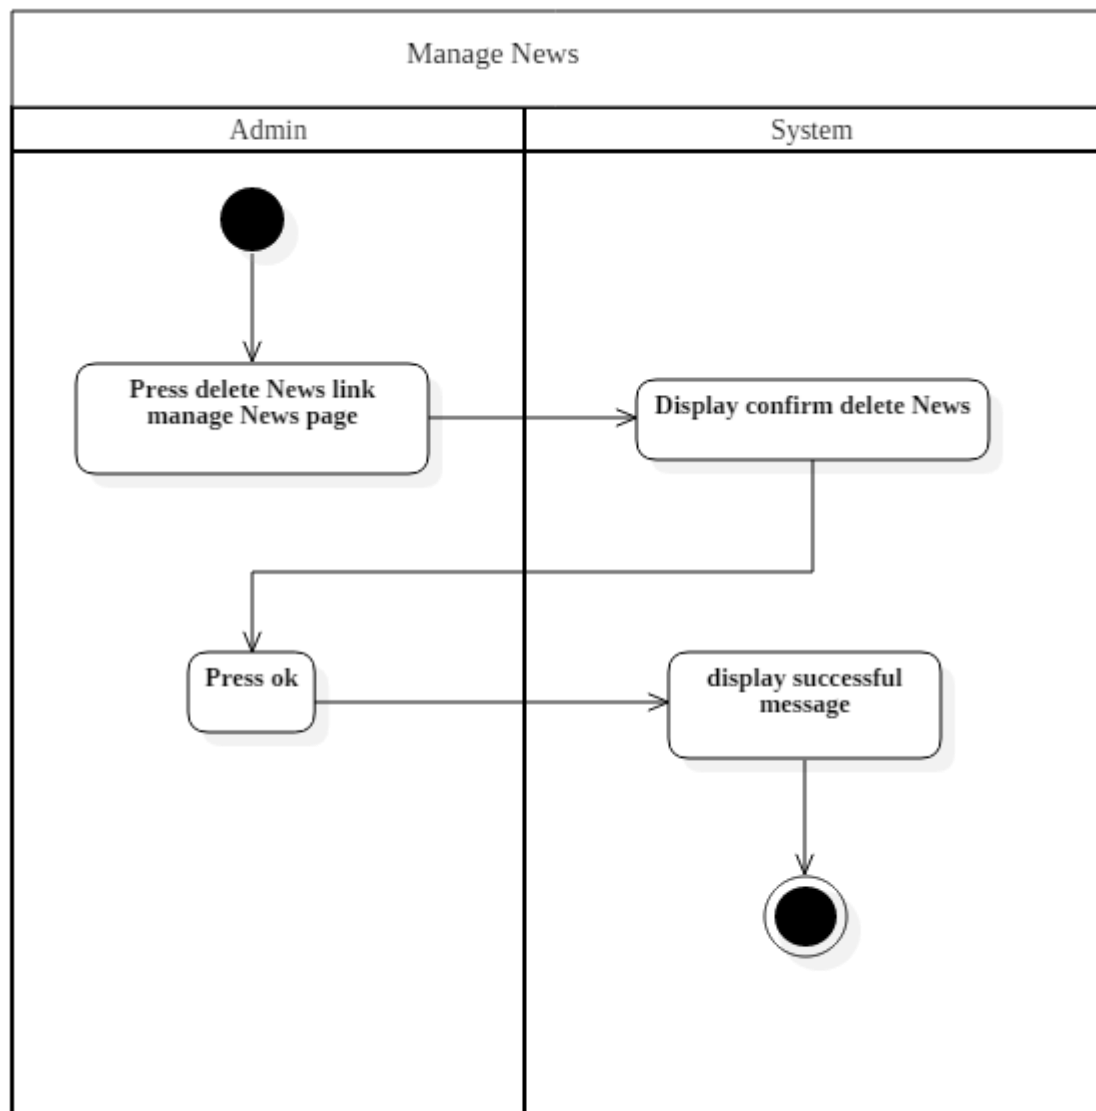 Manage News
Admin
System
Press delete News link
manage News page
Display confirm delete News
Press ok
display successful
message